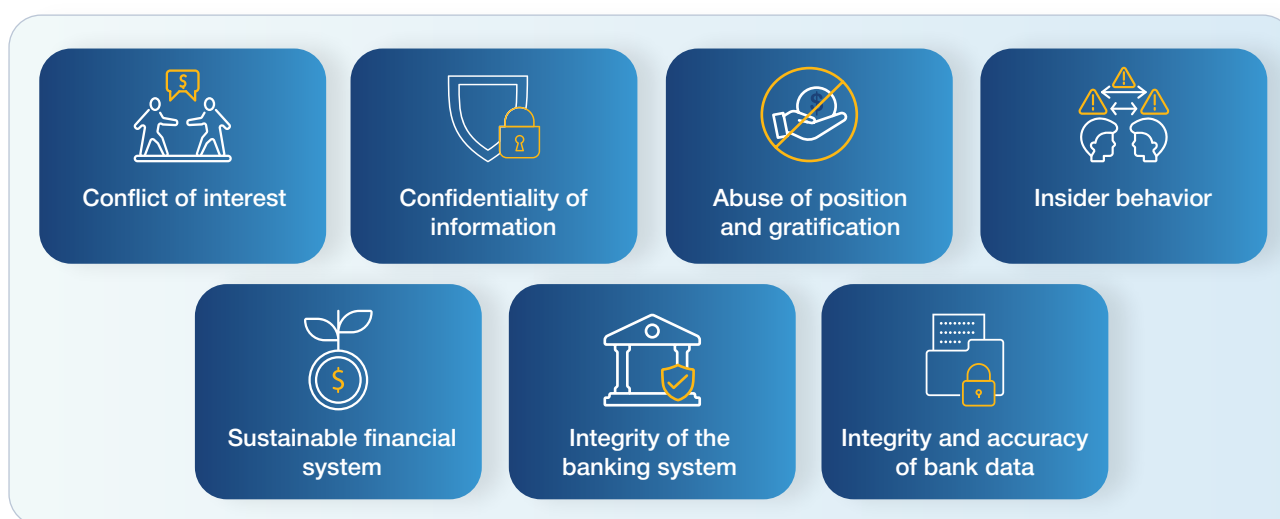 $
Conflict of interest
Confidentiality of
information
$
Abuse of position
and gratification
Insider behavior
$
Sustainable financial
system
Integrity of the
banking system
Integrity and accuracy
of bank data